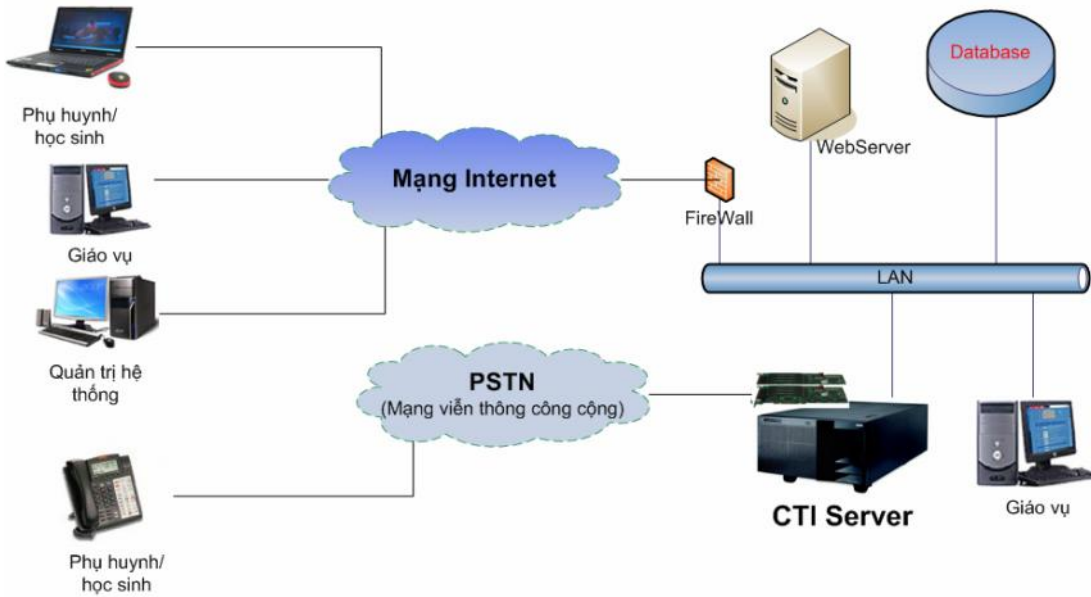 Phụ huynh/
học sinh
Giáo vụ
Quản trị hệ
thống
Phụ huynh/
học sinh
Mạng Internet
PSTN
(Mạng viễn thông công cộng)
FireWall
WebServer
Database
LAN
CTI Server
Giáo vụ